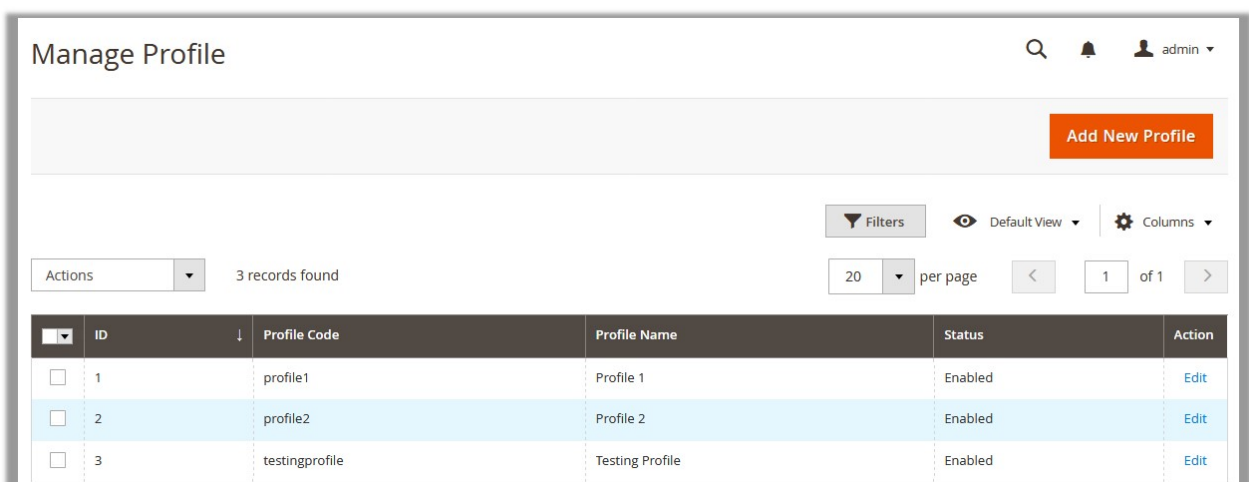 Manage Profile
admin
Add New Profile
Filters Default View Columns
Actions 3 records found 20 per page 1 of 1
ID ↓ Profile Code Profile Name Status Action
1 profile1 Profile 1 Enabled Edit
2 profile2 Profile 2 Enabled Edit
3 testingprofile Testing Profile Enabled Edit